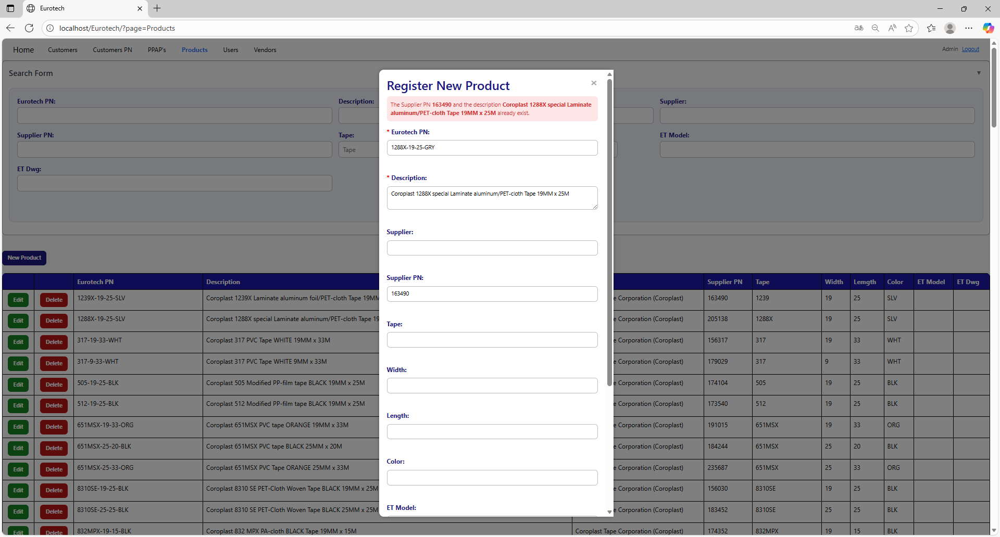 Eurotech
localhost/Eurotech/?page=Products
Home Customers Customers PN PPAP's Products Users Vendors Admin Logout
Search Form
Eurotech PN: Description: Supplier:
Supplier PN: Tape: ET Model:
Tape
ET Dwg:
New Product
Register New Product
The Supplier PN 163490 and the description Coroplast 1288X special Laminate
aluminum/PET-cloth Tape 19MM x 25M already exist.
* Eurotech PN:
1288X-19-25-GRY
* Description:
Coroplast 1288X special Laminate aluminum/PET-cloth Tape 19MM x 25M
Supplier:
Supplier PN:
163490
Tape:
Width:
Length:
Color:
ET Model:
Eurotech PN Description Supplier PN Tape Width Lemgth Color ET Model ET Dwg
Edit Delete 1239X-19-25-SLV Coroplast 1239X Laminate aluminum foil/PET-cloth Tape 19MM e Corporation (Coroplast) 163490 1239 19 25 SLV
Edit Delete 1288X-19-25-SLV Coroplast 1288X special Laminate aluminum/PET-cloth Tape 19 e Corporation (Coroplast) 205138 1288X 19 25 SLV
Edit Delete 317-19-33-WHT Coroplast 317 PVC Tape WHITE 19MM x 33M e Corporation (Coroplast) 156317 317 19 33 WHT
Edit Delete 317-9-33-WHT Coroplast 317 PVC Tape WHITE 9MM x 33M e Corporation (Coroplast) 179029 317 9 33 WHT
Edit Delete 505-19-25-BLK Coroplast 505 Modified PP-film tape BLACK 19MM x 25M e Corporation (Coroplast) 174104 505 19 25 BLK
Edit Delete 512-19-25-BLK Coroplast 512 Modified PP-film tape BLACK 19MM x 25M e Corporation (Coroplast) 173540 512 19 25 BLK
Edit Delete 651MSX-19-33-ORG Coroplast 651MSX PVC tape ORANGE 19MM x 33M e Corporation (Coroplast) 191015 651MSX 19 33 ORG
Edit Delete 651MSX-25-20-BLK Coroplast 651MSX PVC tape BLACK 25MM x 20M e Corporation (Coroplast) 184244 651MSX 25 20 BLK
Edit Delete 651MSX-25-33-ORG Coroplast 651MSX PVC Tape ORANGE 25MM x 33M e Corporation (Coroplast) 235687 651MSX 25 33 ORG
Edit Delete 8310SE-19-25-BLK Coroplast 8310 SE PET-Cloth Woven Tape BLACK 19MM x 25M e Corporation (Coroplast) 156030 8310SE 19 25 BLK
Edit Delete 8310SE-25-25-BLK Coroplast 8310 SE PET-Cloth Woven Tape BLACK 25MM x 25M e Corporation (Coroplast) 183452 8310SE 25 25 BLK
Edit Delete 832MPX-19-15-BLK Coroplast 832 MPX PA-cloth BLACK Tape 19MM x 15M Coroplast Tape Corporation (Coroplast) 174352 832MPX 19 15 BLK